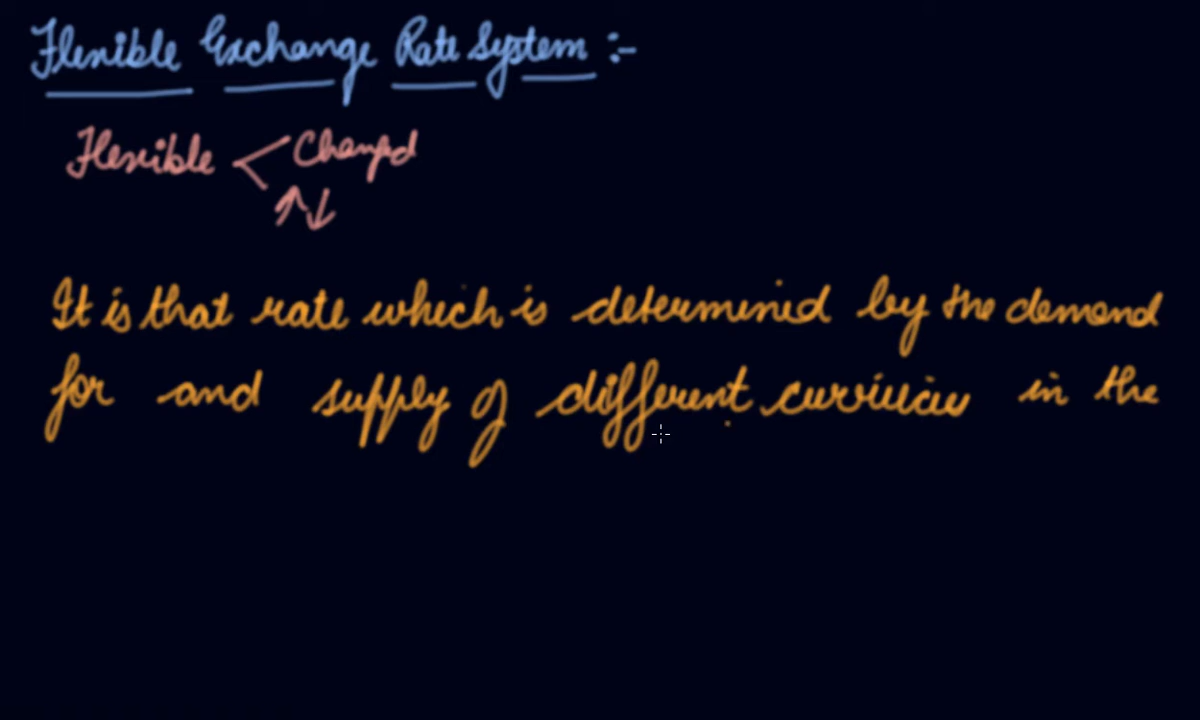 Flexible Exchange Rate System :-
Flexible < Changed
↑↓
It is that rate which is determined by the demand
for and supply of different currencies in the